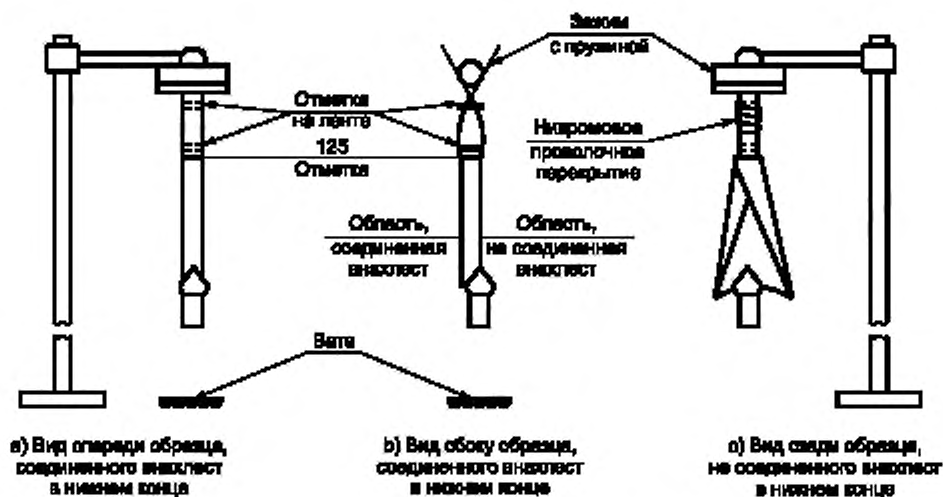 Зажим
с пружиной
Отметка
на ленте
125
Отметка
Нихромовое
проволочное
перекрытие
Область,
соединенная
внахлест
Область,
не соединенная
внахлест
Вата
a) Вид спереди образца,
соединенного внахлест
в нижнем конце
b) Вид сбоку образца,
соединенного внахлест
в нижнем конце
c) Вид сзади образца,
не соединенного внахлест
в нижнем конце